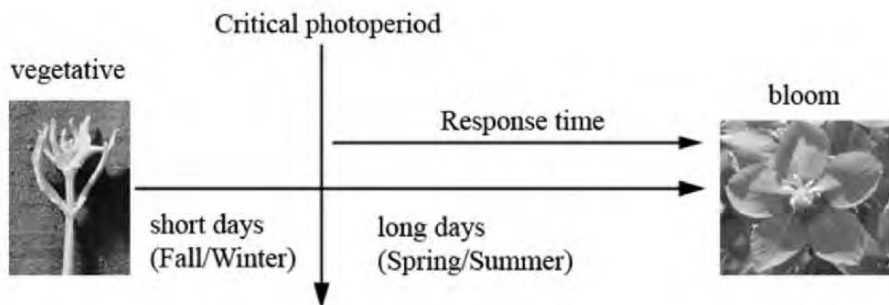 Critical photoperiod
vegetative
bloom
Response time
short days
(Fall/Winter)
long days
(Spring/Summer)